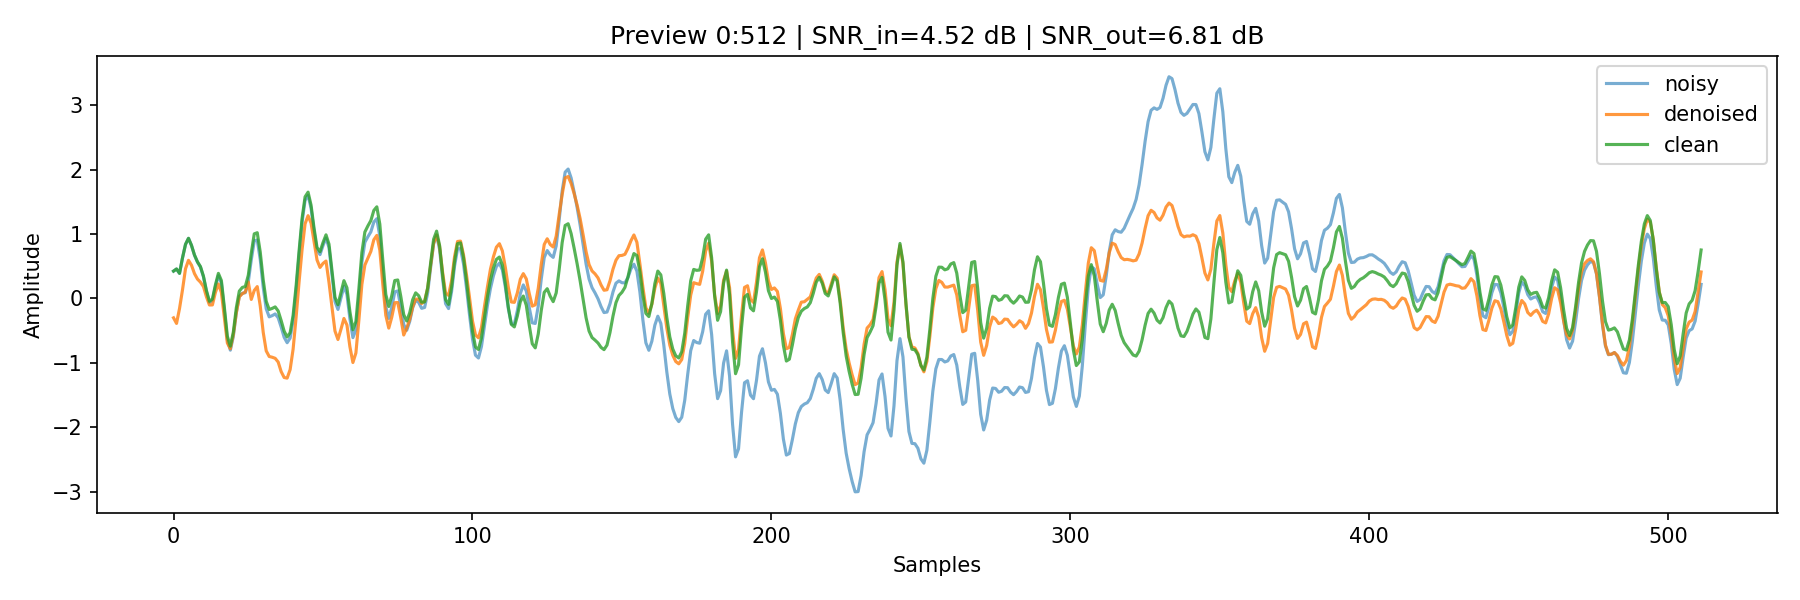 Preview 0:512 | SNR_in=4.52 dB | SNR_out=6.81 dB
noisy
denoised
clean
Amplitude
3
2
1
0
−1
−2
−3
0 100 200 300 400 500
Samples